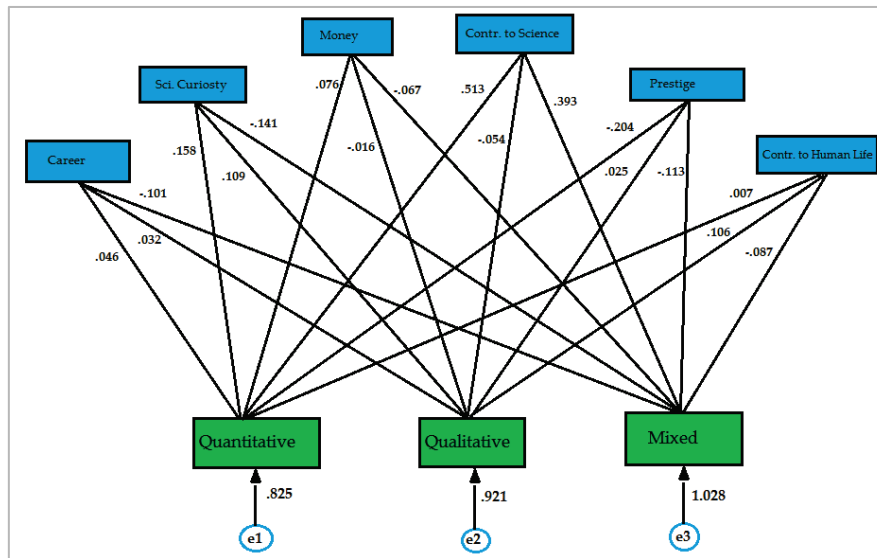 Money
Contr. to Science
Sci. Curiosty
Prestige
Career
Contr. to Human Life
.076
-.067
.513
.393
-.141
-.204
.158
-.016
-.054
.109
.025
-.113
-.101
.007
.046
.032
.106
-.087
Quantitative
Qualitative
Mixed
.825
.921
1.028
e1
e2
e3